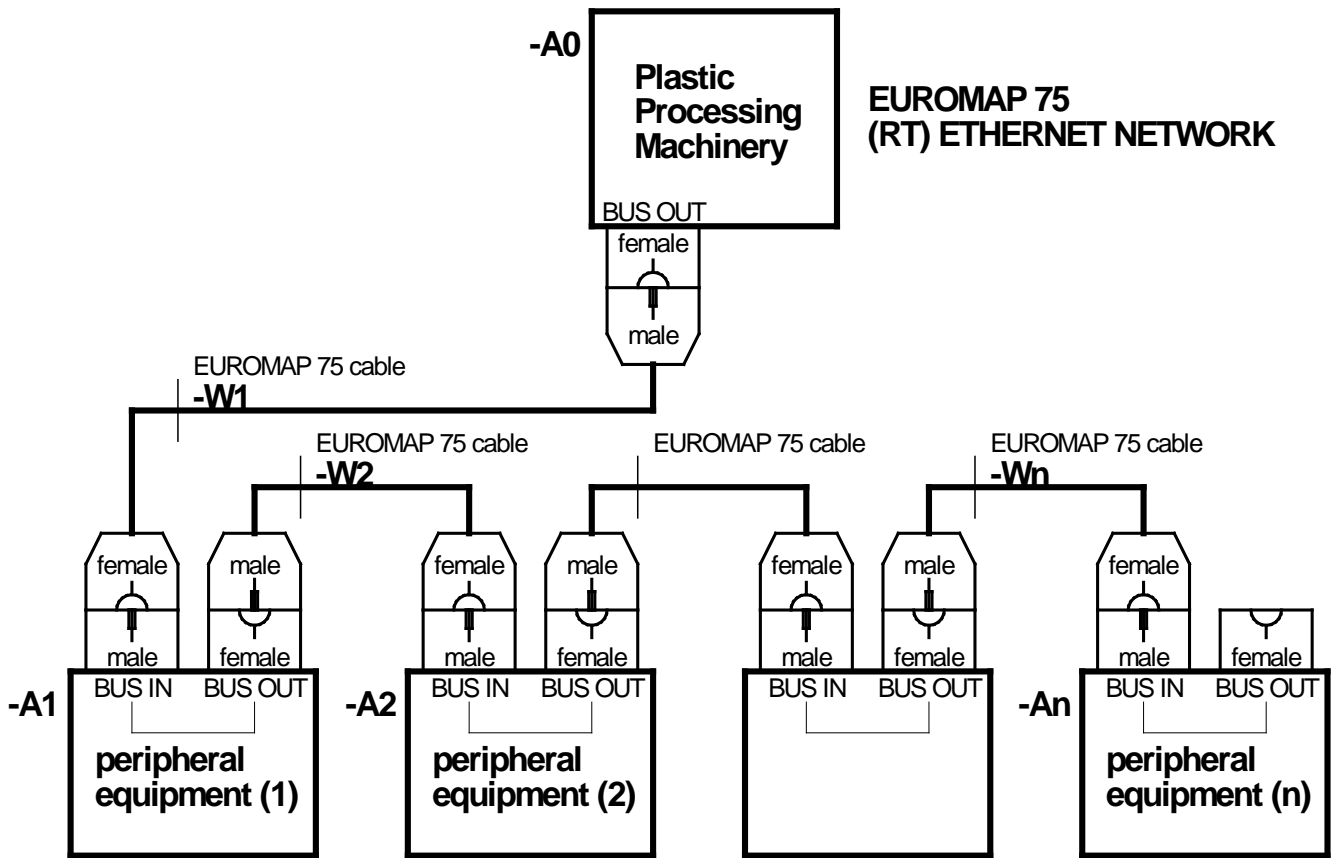 -A0
Plastic
Processing
Machinery
EUROMAP 75
(RT) ETHERNET NETWORK
BUS OUT
female
male
EUROMAP 75 cable
-W1
EUROMAP 75 cable
-W2
EUROMAP 75 cable
EUROMAP 75 cable
-Wn
female
male
female
male
female
male
female
male
female
male
female
male
female
male
female
male
-A1
BUS IN
BUS OUT
-A2
BUS IN
BUS OUT
BUS IN
BUS OUT
-An
BUS IN
BUS OUT
peripheral
equipment (1)
peripheral
equipment (2)
peripheral
equipment (n)